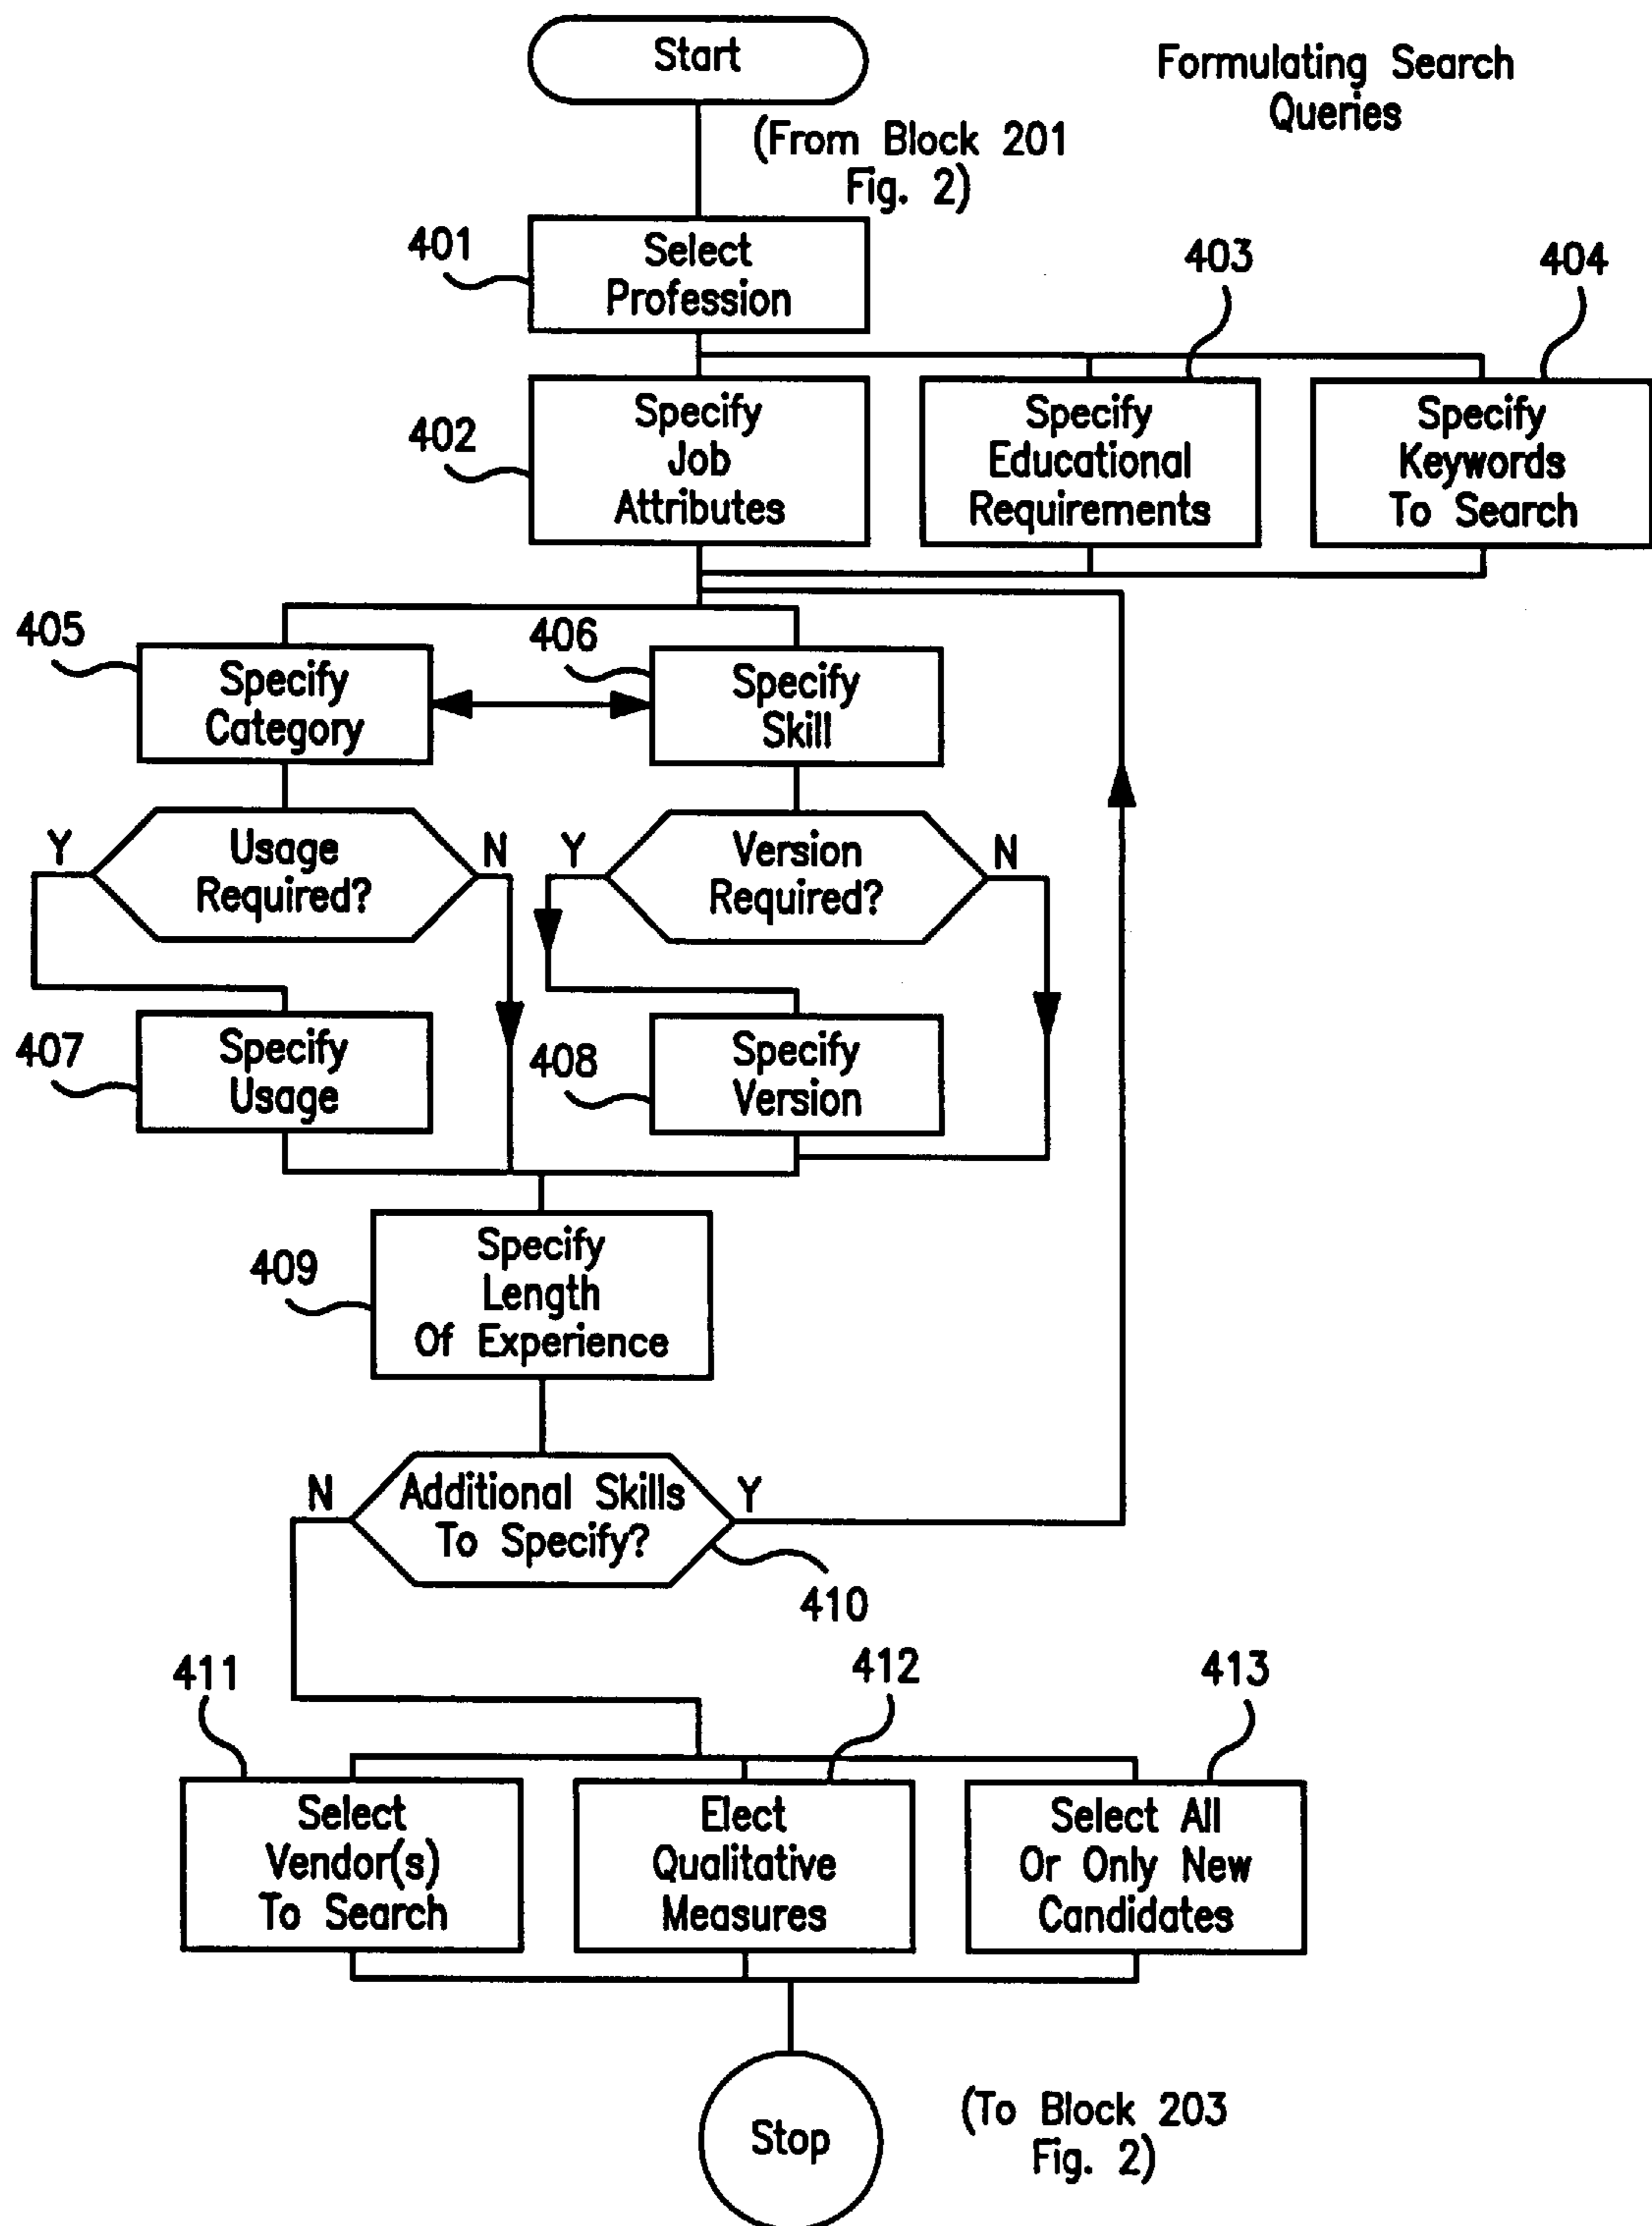 Start
Formulating Search
Queries
(From Block 201
Fig. 2)
401
Select
Profession
403
404
402
Specify
Job
Attributes
Specify
Educational
Requirements
Specify
Keywords
To Search
405
Specify
Category
406
Specify
Skill
Y
Usage
Required?
N
Y
Version
Required?
N
407
Specify
Usage
408
Specify
Version
409
Specify
Length
Of Experience
N
Additional Skills
To Specify?
Y
410
411
412
413
Select
Vendor(s)
To Search
Elect
Qualitative
Measures
Select All
Or Only New
Candidates
Stop
(To Block 203
Fig. 2)